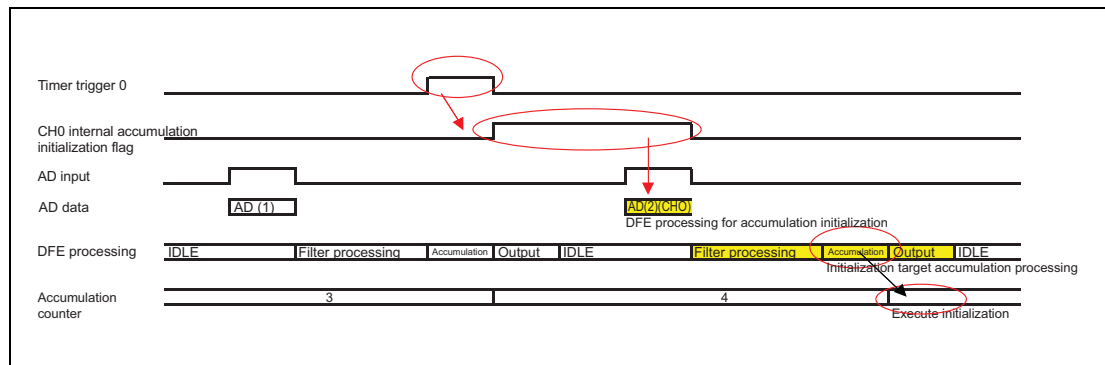 Timer trigger 0
CH0 internal accumulation
initialization flag
AD input
AD data
AD (1)
AD(2)(CHO)
DFE processing for accumulation initialization
DFE processing
IDLE
Filter processing
Accumulation
Output
IDLE
Filter processing
Accumulation
Output
IDLE
Initialization target accumulation processing
Accumulation
counter
3
4
Execute initialization